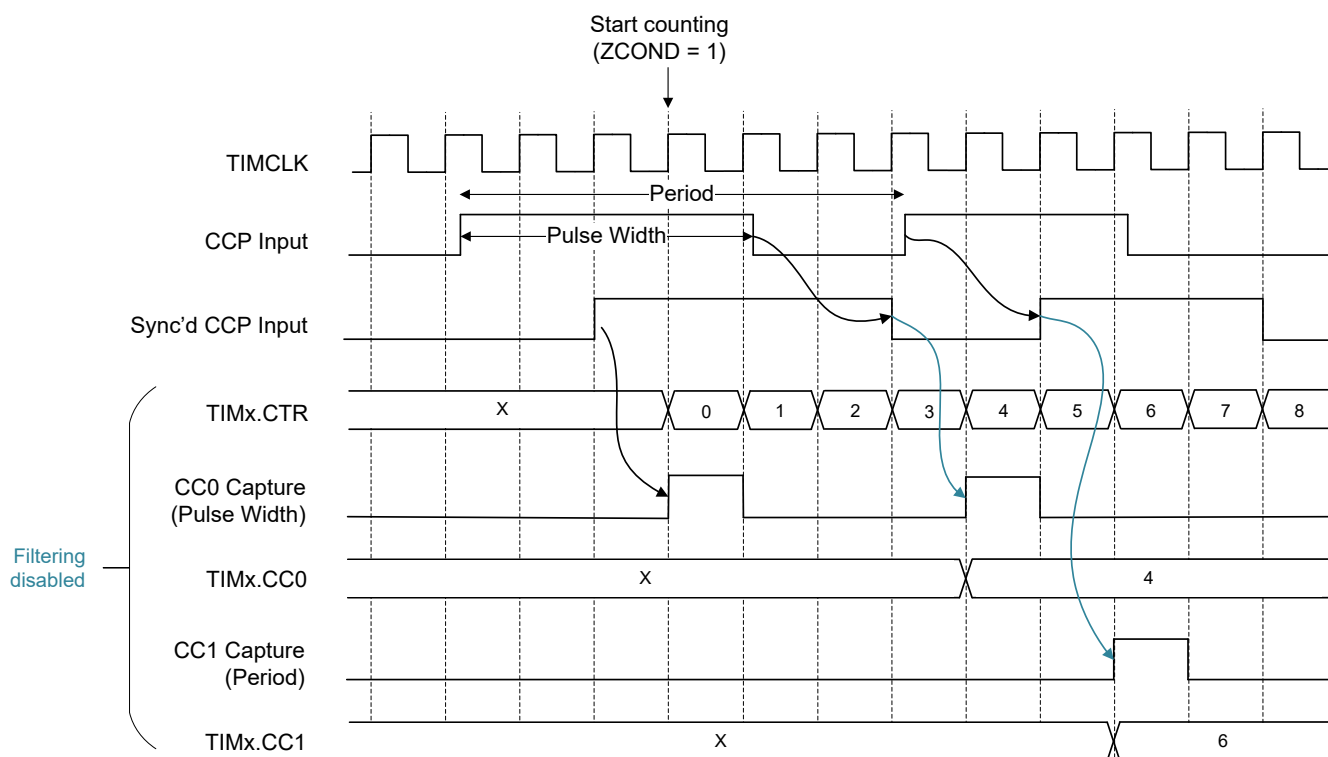 Start counting
(ZCOND = 1)
TIMCLK
Period
CCP Input
Pulse Width
Sync'd CCP Input
TIMx.CTR
X
0
1
2
3
4
5
6
7
8
CC0 Capture
(Pulse Width)
Filtering
disabled
TIMx.CC0
X
4
CC1 Capture
(Period)
TIMx.CC1
X
6